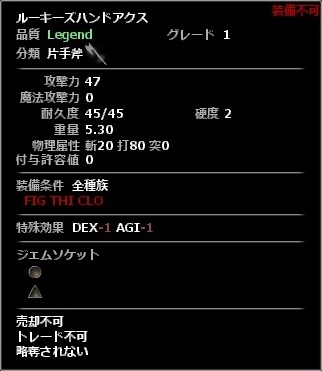 装備不可
ルーキーズハンドアクス
品質 Legend グレード 1
分類 片手斧
攻撃力 47
魔法攻撃力 0
耐久度 45/45 硬度 2
重量 5.30
物理属性 斬20 打80 突0
付与許容値 0
装備条件 全種族
FIG THI CLO
特殊効果 DEX-1 AGI-1
ジェムソケット
売却不可
トレード不可
略奪されない